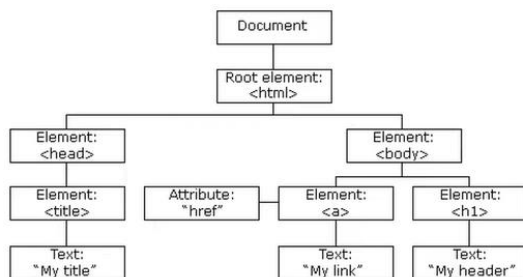 Document
Root element:
<html>
Element:
<head>
Element:
<body>
Element:
<title>
Attribute:
"href"
Element:
<a>
Element:
<h1>
Text:
"My title"
Text:
"My link"
Text:
"My header"